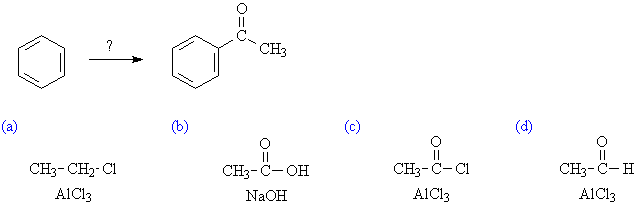 ?
O
C
CH3
(a)
(b)
(c)
(d)
CH3–CH2–Cl
AlCl3
O
CH3–C–OH
NaOH
O
CH3–C–Cl
AlCl3
O
CH3–C–H
AlCl3